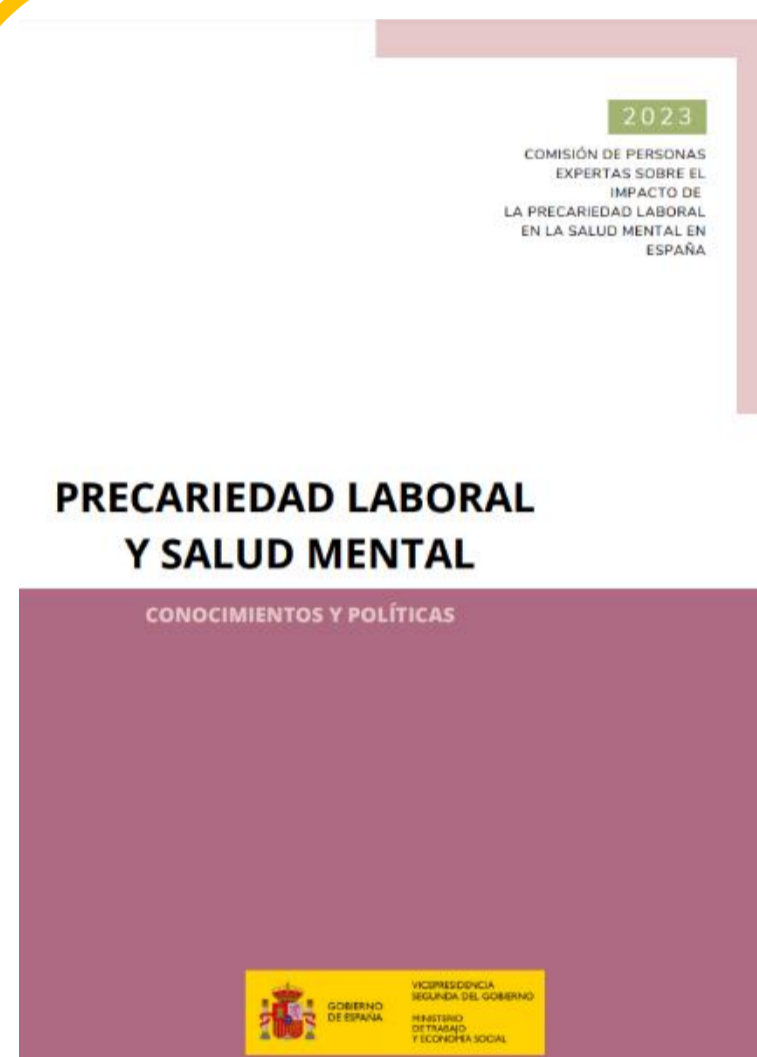 2023
COMISIÓN DE PERSONAS
EXPERTAS SOBRE EL
IMPACTO DE
LA PRECARIEDAD LABORAL
EN LA SALUD MENTAL EN
ESPAÑA
PRECARIEDAD LABORAL
Y SALUD MENTAL
CONOCIMIENTOS Y POLÍTICAS
GOBIERNO
DE ESPAÑA
VICEPRESIDENCIA
SEGUNDA DEL GOBIERNO
MINISTERIO
DE TRABAJO
Y ECONOMÍA SOCIAL